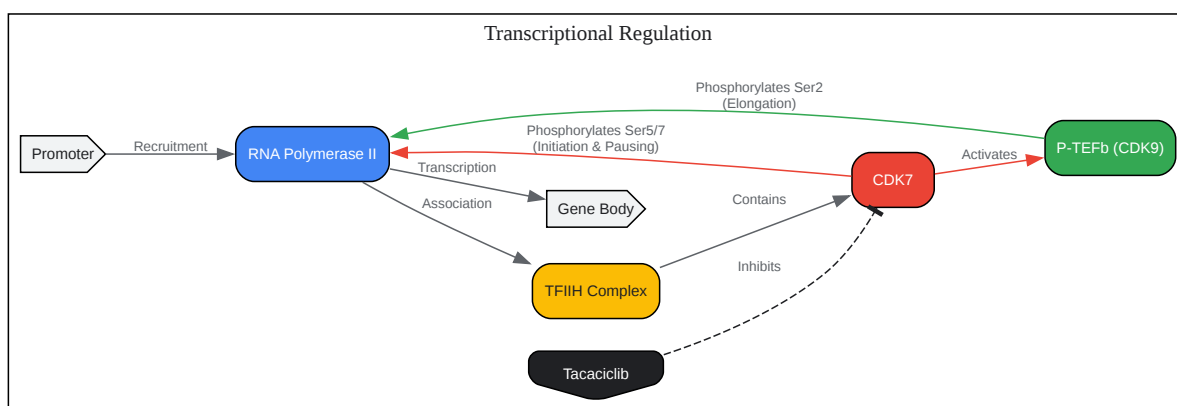 Transcriptional Regulation
Phosphorylates Ser2
(Elongation)
Promoter
Recruitment
RNA Polymerase II
Phosphorylates Ser5/7
(Initiation & Pausing)
Transcription
Association
Gene Body
CDK7
Activates
P-TEFb (CDK9)
Contains
Inhibits
TFIIH Complex
Tacaciclib